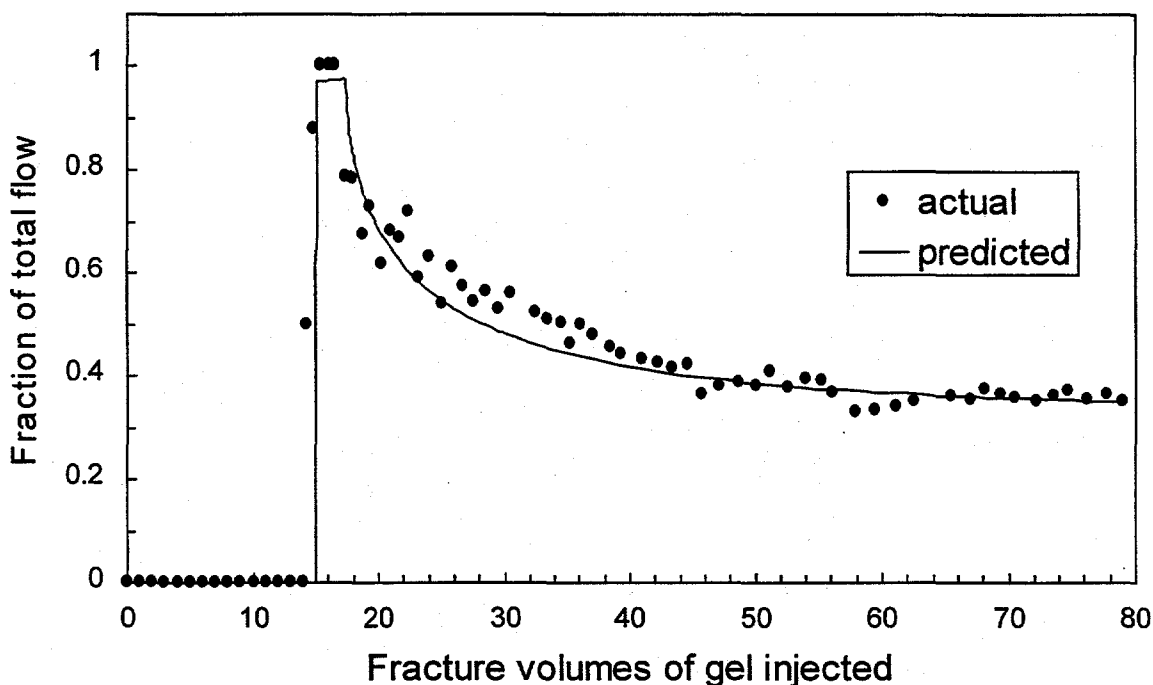 Fraction of total flow
1
0.8
0.6
0.4
0.2
0
0 10 20 30 40 50 60 70 80
Fracture volumes of gel injected
actual
predicted